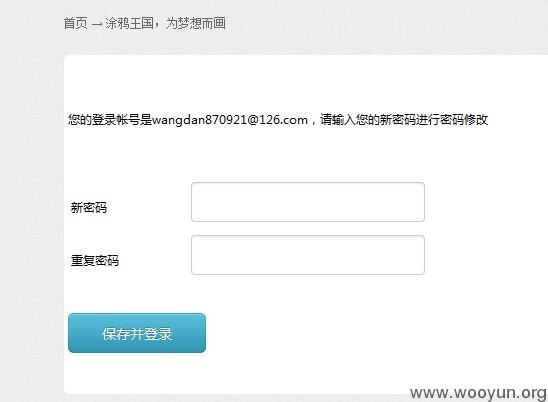 首页 → 涂鸦王国，为梦想而画
您的登录帐号是wangdan870921@126.com，请输入您的新密码进行密码修改
新密码
重复密码
保存并登录
www.wooyun.org